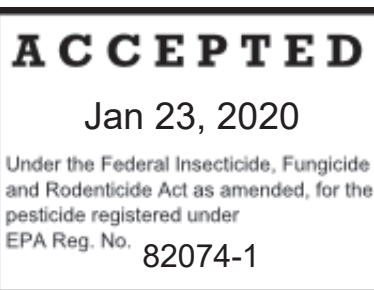 ACCEPTED
Jan 23, 2020
Under the Federal Insecticide, Fungicide
and Rodenticide Act as amended, for the
pesticide registered under
EPA Reg. No. 82074-1